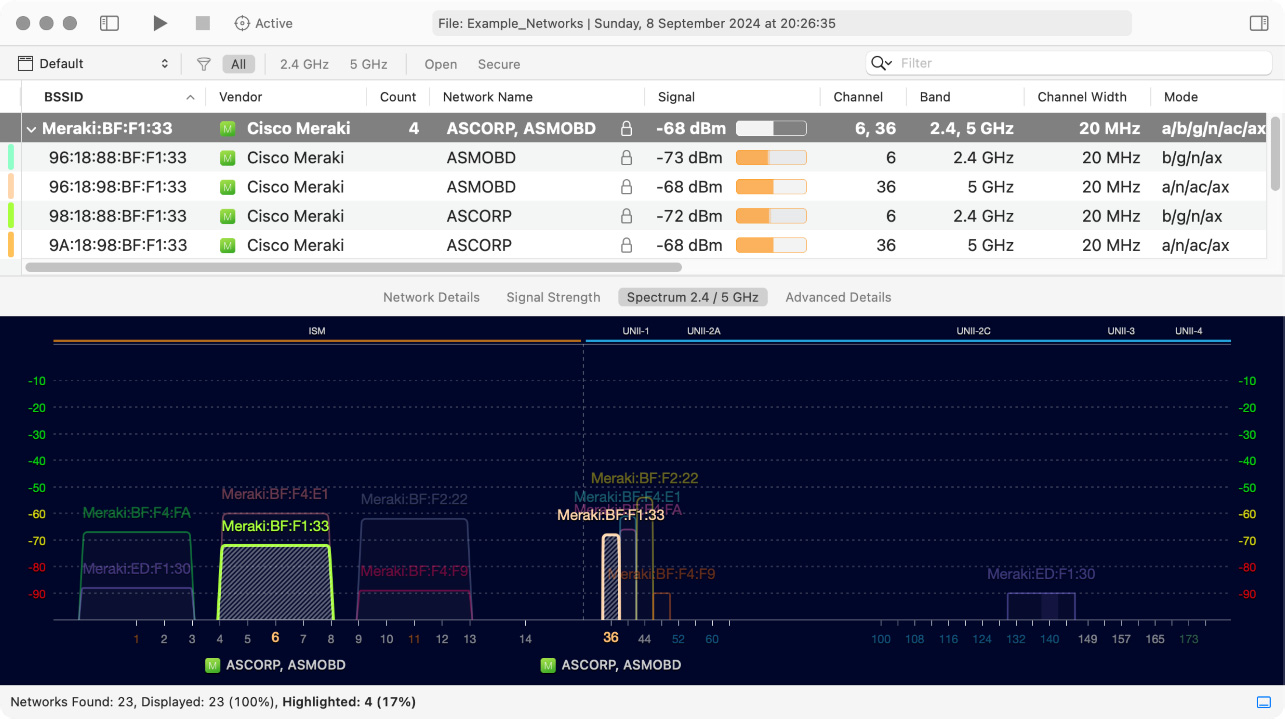 Active
File: Example_Networks | Sunday, 8 September 2024 at 20:26:35
Default All 2.4 GHz 5 GHz Open Secure Filter
BSSID Vendor Count Network Name Signal Channel Band Channel Width Mode
Meraki:BF:F1:33 M Cisco Meraki 4 ASCORP, ASMOBD -68 dBm 6, 36 2.4, 5 GHz 20 MHz a/b/g/n/ac/ax
96:18:88:BF:F1:33 M Cisco Meraki ASMOBD -73 dBm 6 2.4 GHz 20 MHz b/g/n/ax
96:18:98:BF:F1:33 M Cisco Meraki ASMOBD -68 dBm 36 5 GHz 20 MHz a/n/ac/ax
98:18:88:BF:F1:33 M Cisco Meraki ASCORP -72 dBm 6 2.4 GHz 20 MHz b/g/n/ax
9A:18:98:BF:F1:33 M Cisco Meraki ASCORP -68 dBm 36 5 GHz 20 MHz a/n/ac/ax
Network Details Signal Strength Spectrum 2.4 / 5 GHz Advanced Details
ISM UNII-1 UNII-2A UNII-2C UNII-3 UNII-4
-10 -10
-20 -20
-30 -30
-40 -40
Meraki:BF:F2:22
-50 -50
Meraki:BF:F4:E1 Meraki:BF:F2:22 Meraki:BF:F4:E1
Meraki:BF:F4:FA Meraki:BF:F4:FA
-60 Meraki:BF:F1:33 -60
Meraki:BF:F1:33
-70 -70
Meraki:ED:F1:30 Meraki:BF:F4:F9 Meraki:BF:F4:F9 Meraki:ED:F1:30
-80 -80
-90 -90
1 2 3 4 5 6 7 8 9 10 11 12 13 14 36 44 52 60 100 108 116 124 132 140 149 157 165 173
M ASCORP, ASMOBD M ASCORP, ASMOBD
Networks Found: 23, Displayed: 23 (100%), Highlighted: 4 (17%)